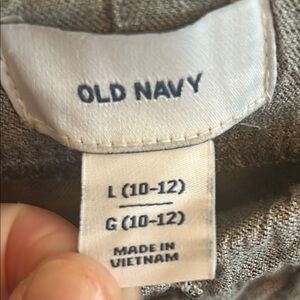 OLD NAVY
L (10-12)
G (10-12)
MADE IN
VIETNAM